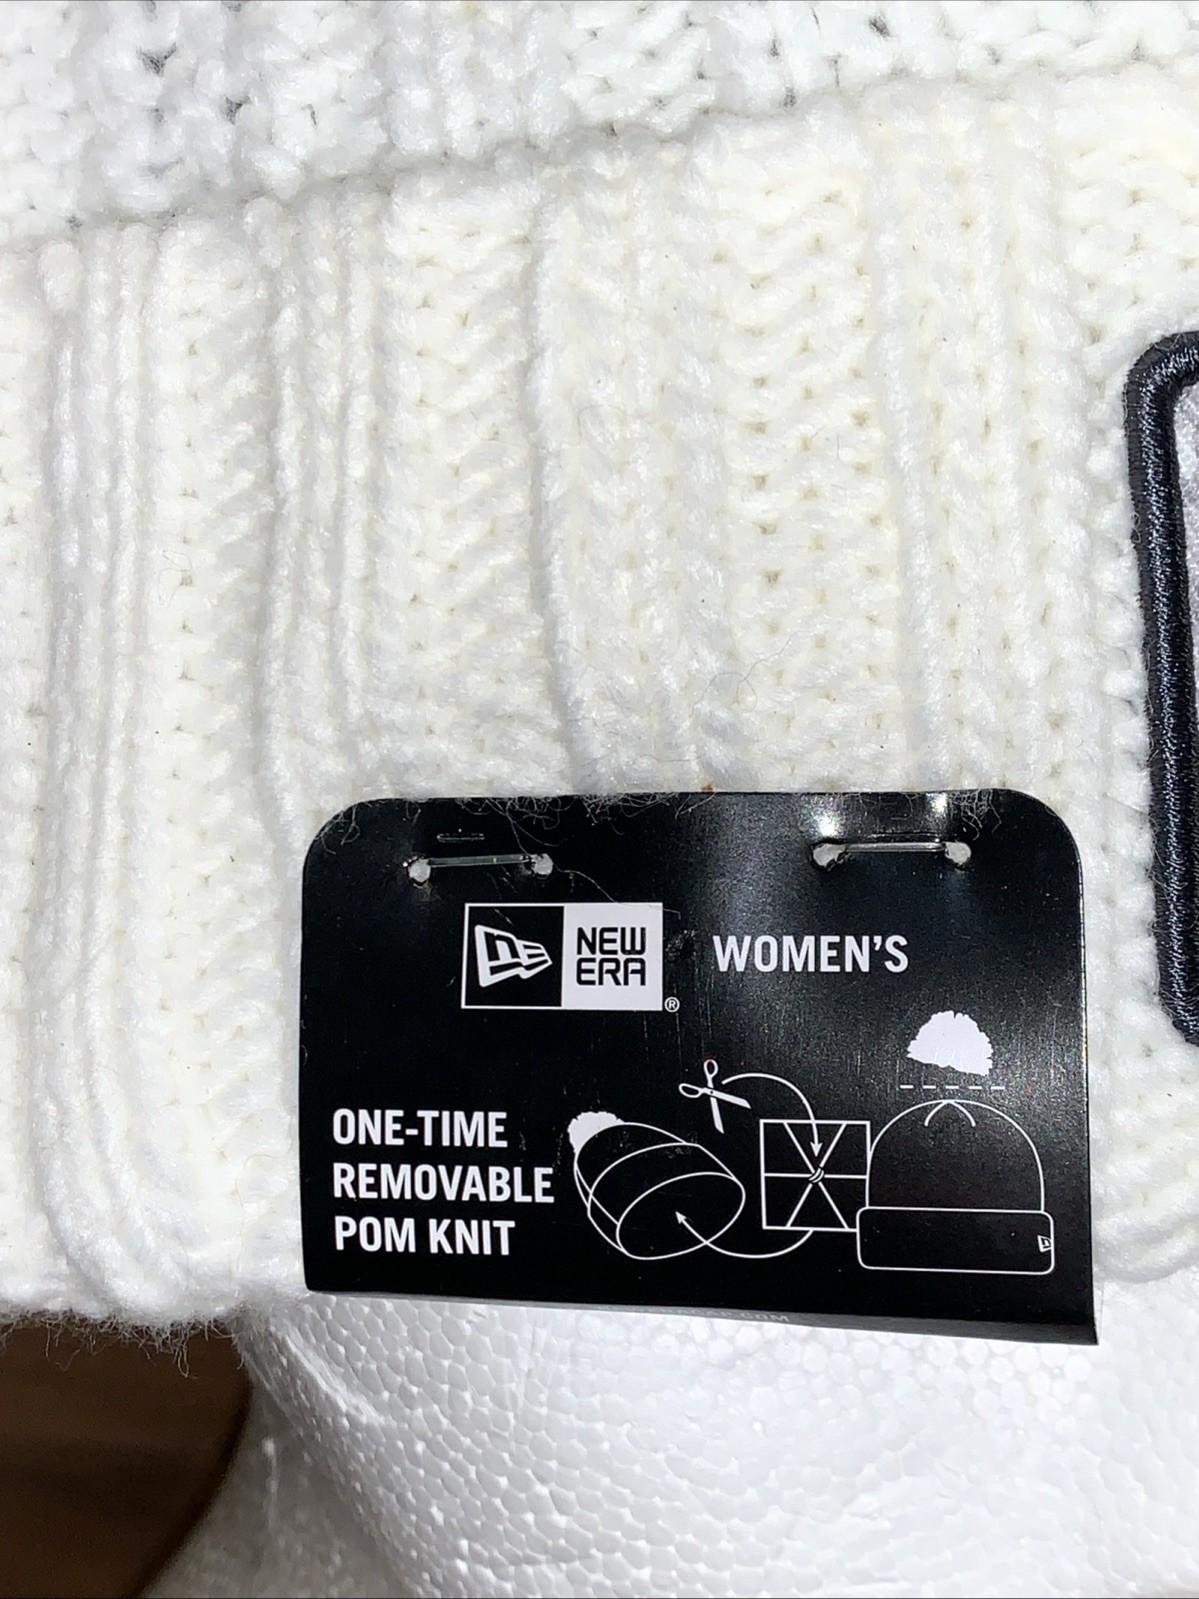 NEW
ERA®
WOMEN'S
ONE-TIME
REMOVABLE
POM KNIT